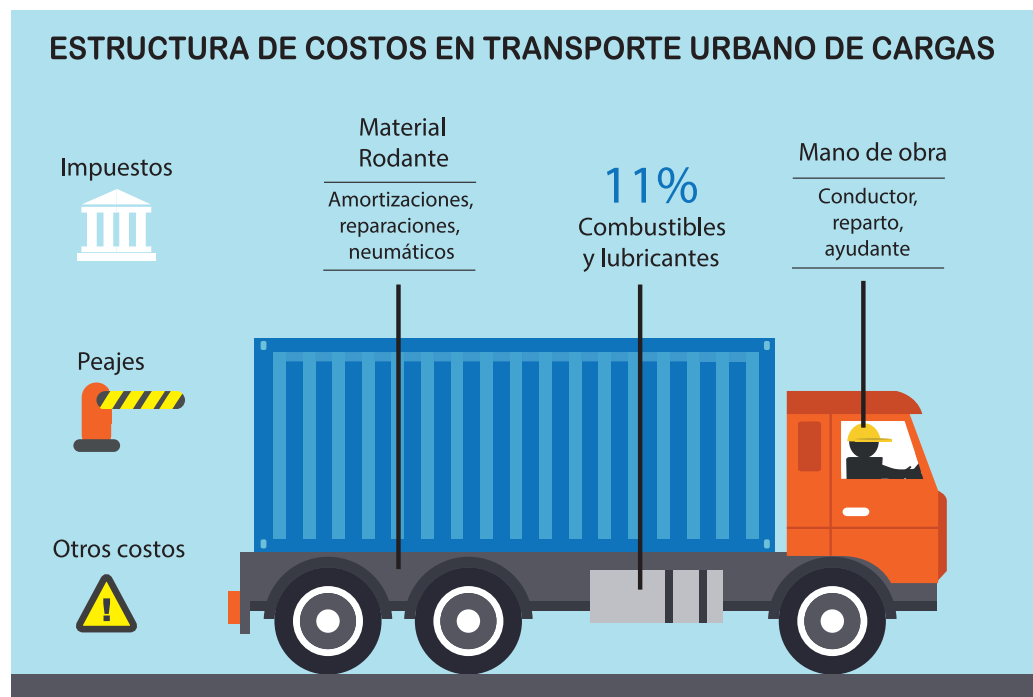 ESTRUCTURA DE COSTOS EN TRANSPORTE URBANO DE CARGAS
Impuestos
Material
Rodante
Amortizaciones,
reparaciones,
neumáticos
11%
Combustibles
y lubricantes
Mano de obra
Conductor,
reparto,
ayudante
Peajes
Otros costos
!